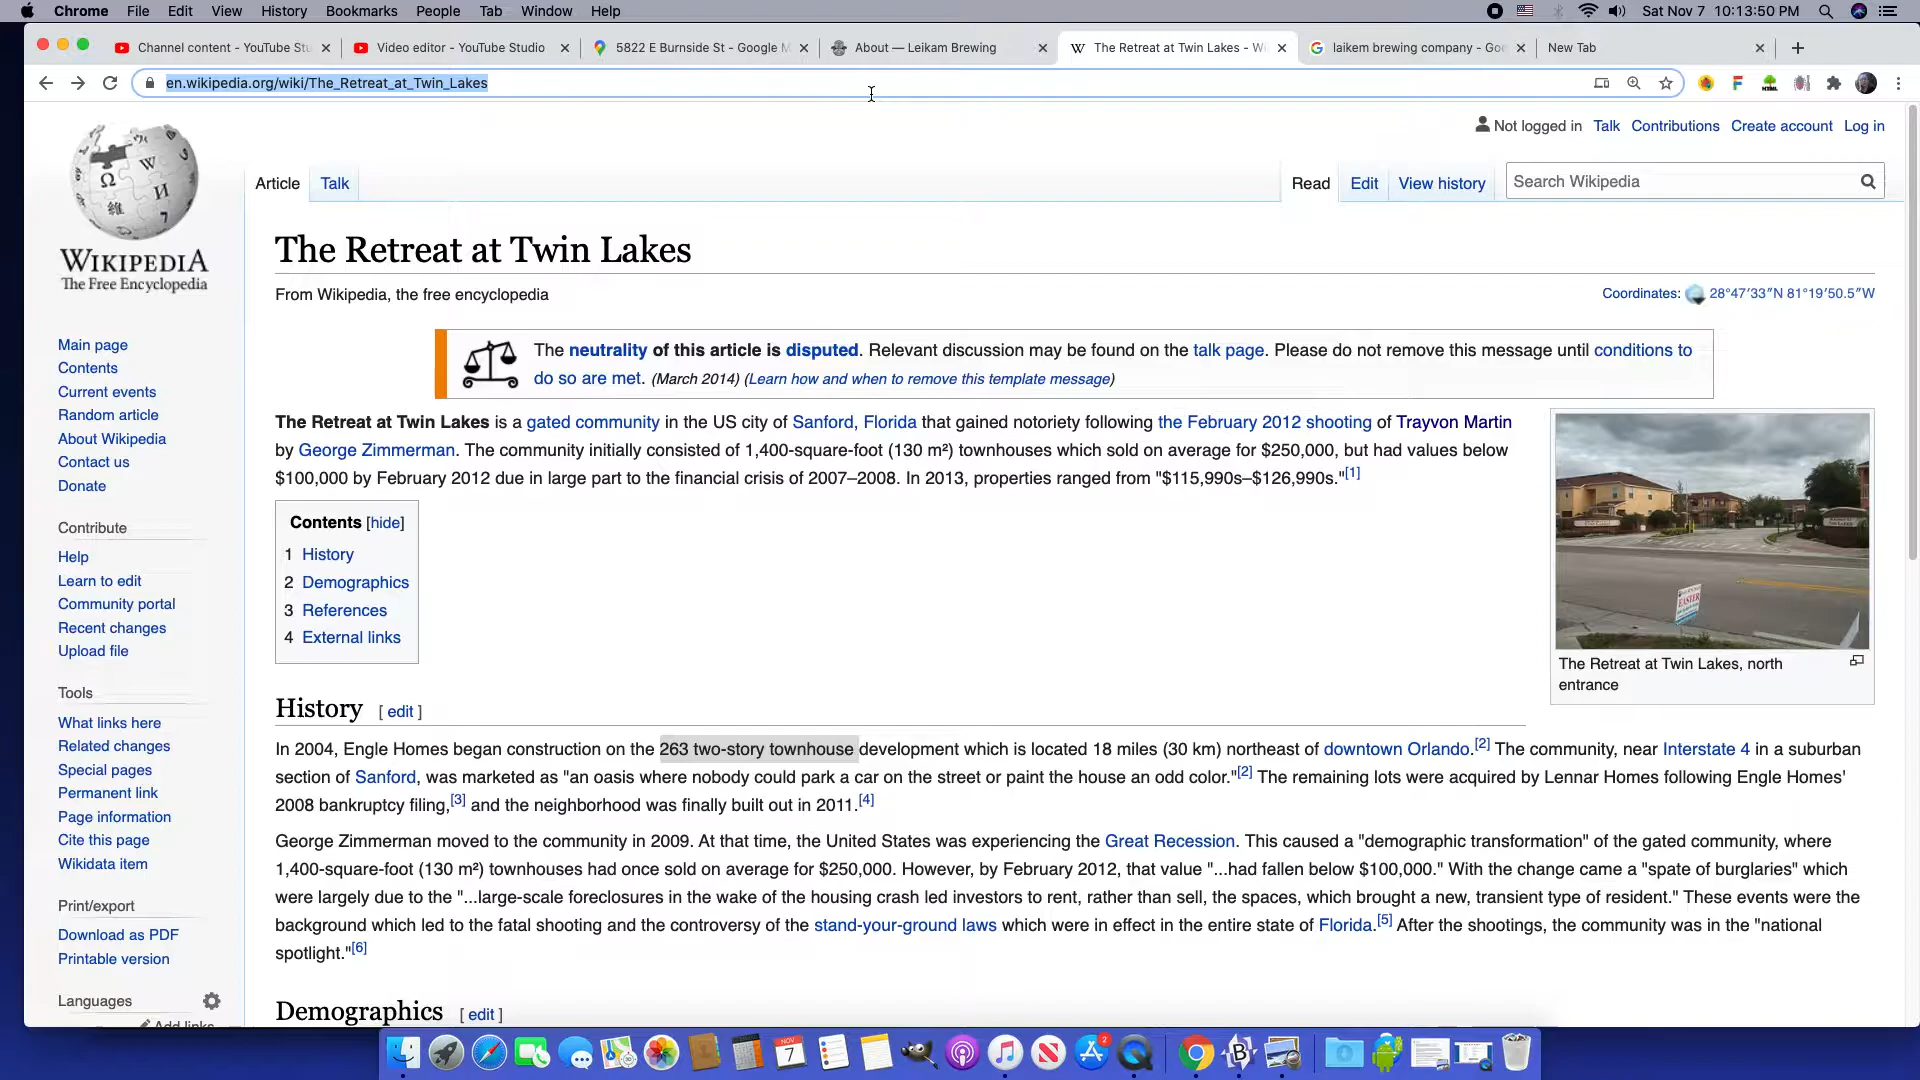 Chrome File Edit View History Bookmarks People Tab Window Help Sat Nov 7 10:13:50 PM
Channel content - YouTube Stu Video editor - YouTube Studio 5822 E Burnside St - Google M About — Leikam Brewing The Retreat at Twin Lakes - Wi laikem brewing company - Goo New Tab
en.wikipedia.org/wiki/The_Retreat_at_Twin_Lakes
Not logged in Talk Contributions Create account Log in
Article Talk Read Edit View history Search Wikipedia
WIKIPEDIA
The Free Encyclopedia
Main page
Contents
Current events
Random article
About Wikipedia
Contact us
Donate
Contribute
Help
Learn to edit
Community portal
Recent changes
Upload file
Tools
What links here
Related changes
Special pages
Permanent link
Page information
Cite this page
Wikidata item
Print/export
Download as PDF
Printable version
Languages
Add links
The Retreat at Twin Lakes
From Wikipedia, the free encyclopedia
Coordinates: 28°47′33″N 81°19′50.5″W
The neutrality of this article is disputed. Relevant discussion may be found on the talk page. Please do not remove this message until conditions to
do so are met. (March 2014) (Learn how and when to remove this template message)
The Retreat at Twin Lakes is a gated community in the US city of Sanford, Florida that gained notoriety following the February 2012 shooting of Trayvon Martin
by George Zimmerman. The community initially consisted of 1,400-square-foot (130 m²) townhouses which sold on average for $250,000, but had values below
$100,000 by February 2012 due in large part to the financial crisis of 2007–2008. In 2013, properties ranged from "$115,990s–$126,990s."[1]
Contents [hide]
1 History
2 Demographics
3 References
4 External links
EASTER
The Retreat at Twin Lakes, north
entrance
History [ edit ]
In 2004, Engle Homes began construction on the 263 two-story townhouse development which is located 18 miles (30 km) northeast of downtown Orlando.[2] The community, near Interstate 4 in a suburban
section of Sanford, was marketed as "an oasis where nobody could park a car on the street or paint the house an odd color."[2] The remaining lots were acquired by Lennar Homes following Engle Homes'
2008 bankruptcy filing,[3] and the neighborhood was finally built out in 2011.[4]
George Zimmerman moved to the community in 2009. At that time, the United States was experiencing the Great Recession. This caused a "demographic transformation" of the gated community, where
1,400-square-foot (130 m²) townhouses had once sold on average for $250,000. However, by February 2012, that value "...had fallen below $100,000." With the change came a "spate of burglaries" which
were largely due to the "...large-scale foreclosures in the wake of the housing crash led investors to rent, rather than sell, the spaces, which brought a new, transient type of resident." These events were the
background which led to the fatal shooting and the controversy of the stand-your-ground laws which were in effect in the entire state of Florida.[5] After the shootings, the community was in the "national
spotlight."[6]
Demographics [ edit ]
NOV
7
2